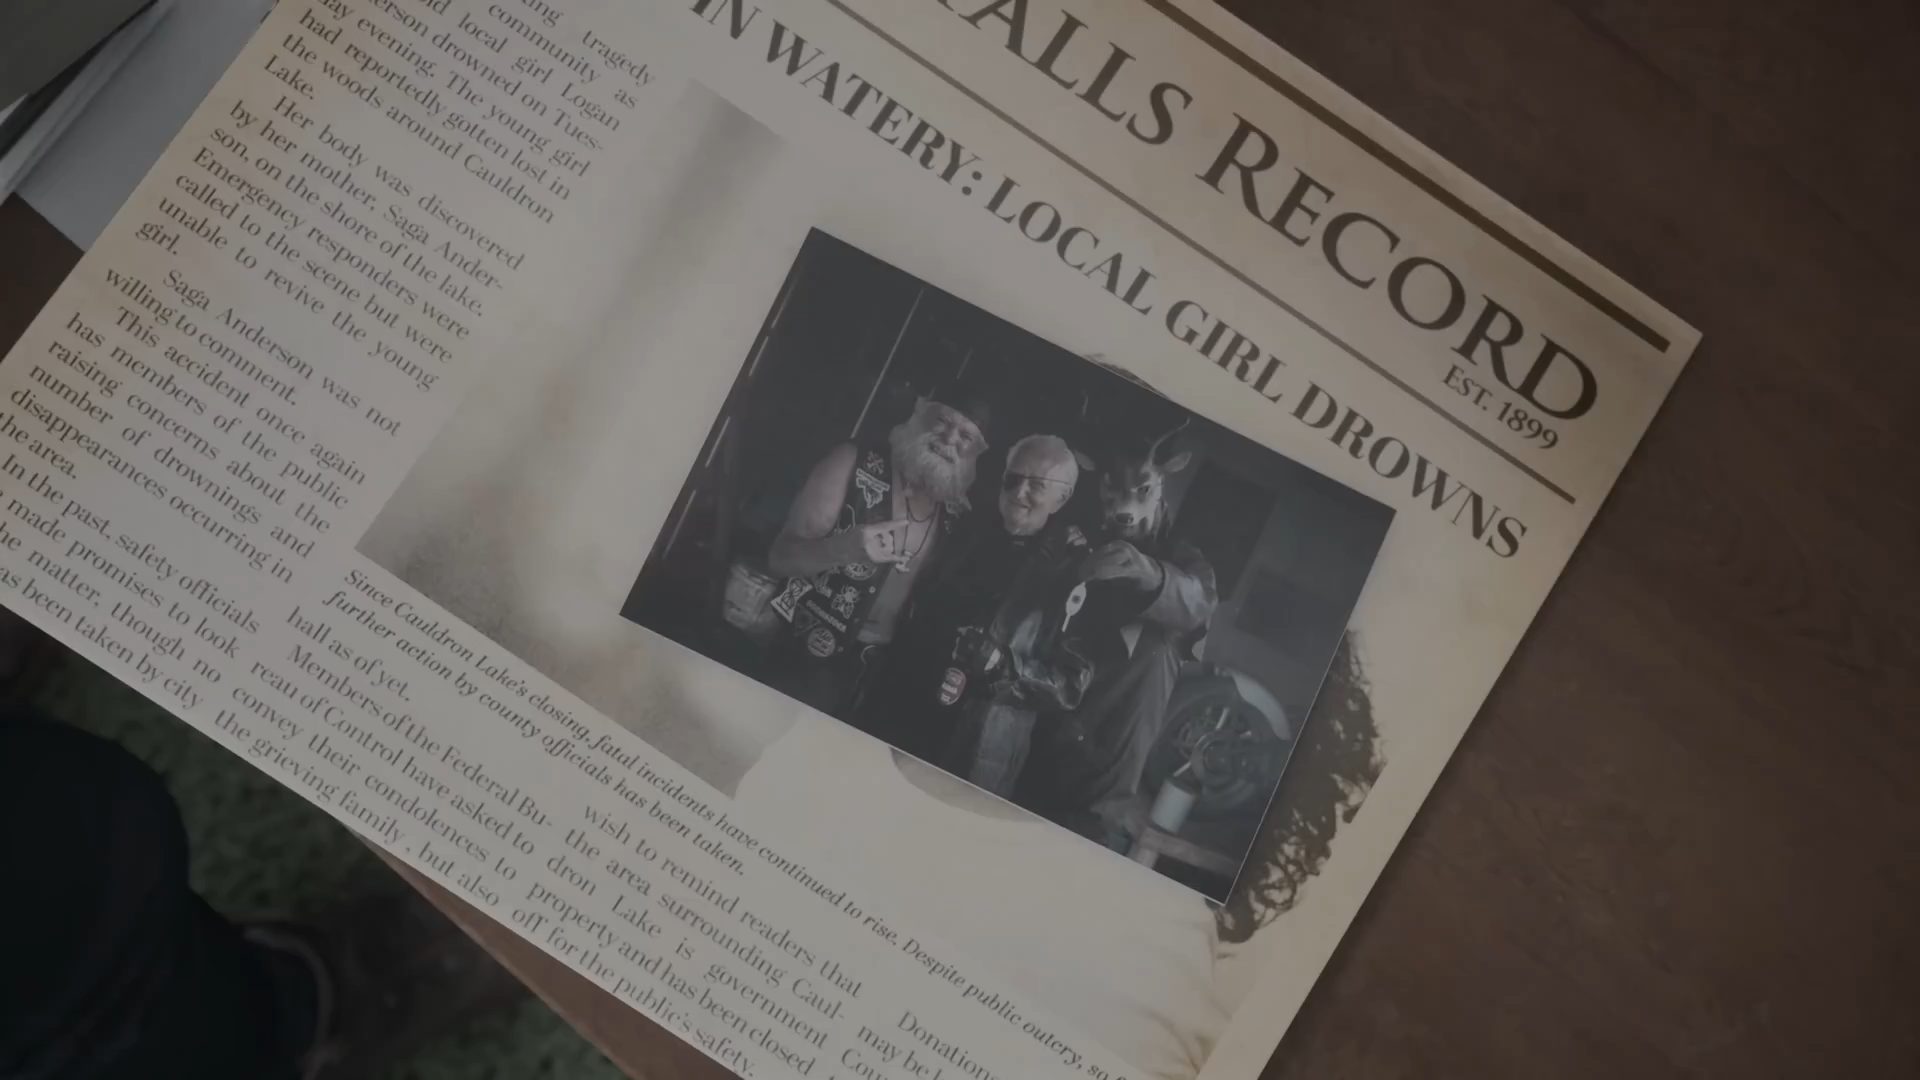 ALLS RECORD
EST. 1899
IN WATERY: LOCAL GIRL DROWNS
tragedy
community as
local girl Logan
erson drowned on Tues-
day evening. The young girl
had reportedly gotten lost in
the woods around Cauldron
Lake.
Her body was discovered
by her mother, Saga Ander-
son, on the shore of the lake.
Emergency responders were
called to the scene but were
unable to revive the young
girl.
Saga Anderson was not
willing to comment.
This accident once again
has members of the public
raising concerns about the
number of drownings and
disappearances occurring in
the area.
In the past, safety officials
made promises to look
he matter, though no
as been taken by city
hall as of yet.
Members of the Federal Bu-
reau of Control have asked to
convey their condolences to
the grieving family, but also
wish to remind readers that
the area surrounding Caul-
dron Lake is government
property and has been closed
off for the public's safety.
Donations
may be
Cou
Since Cauldron Lake's closing, fatal incidents have continued to rise. Despite public outcry, so
further action by county officials has been taken.